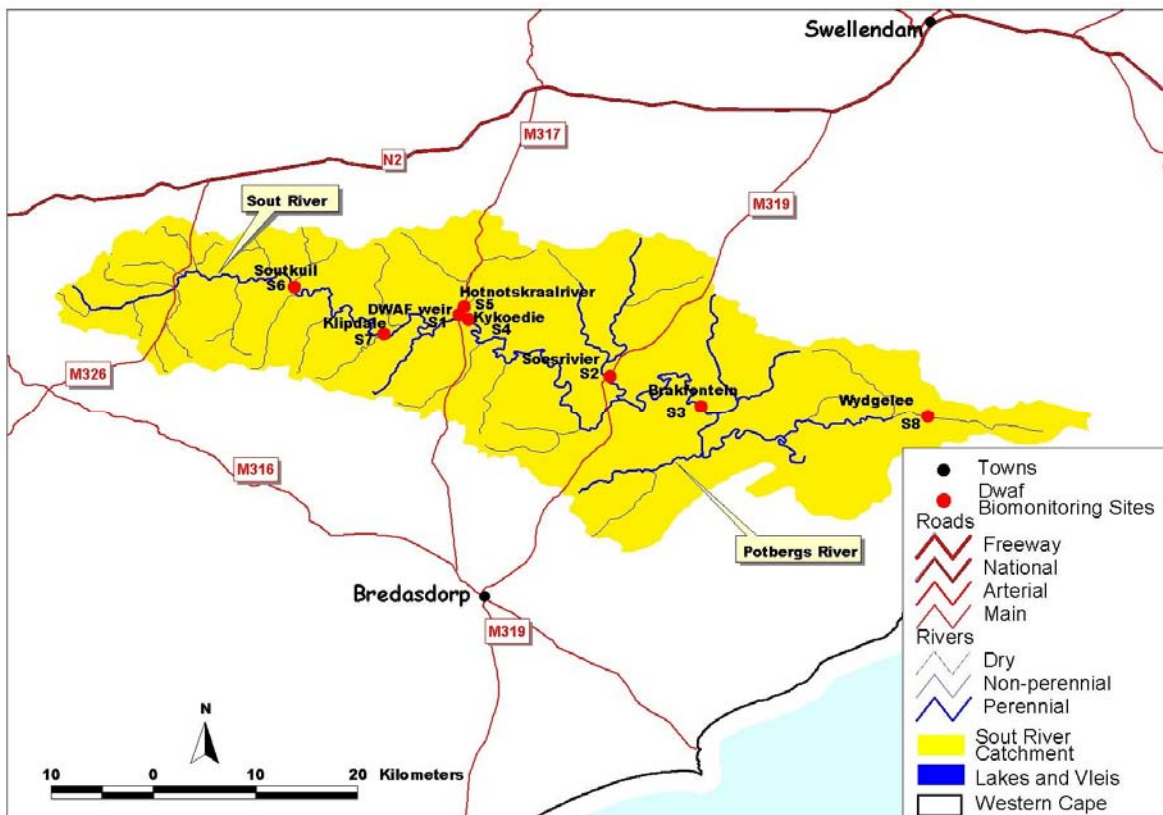 Swellendam
M317
N2
M319
Sout River
Soutkuil
S6
Hotnotskraalriver
S5
DWAF weir
S1
Kykoedie
S4
Klipdale
S7
Soesrivier
S2
M326
Brakfontein
S3
Wydgelee
S8
M316
Potbergs River
Bredasdorp
M319
N
10 0 10 20 Kilometers
Towns
Dwaf
Biomonitoring Sites
Roads
Freeway
National
Arterial
Main
Rivers
Dry
Non-perennial
Perennial
Sout River
Catchment
Lakes and Vleis
Western Cape